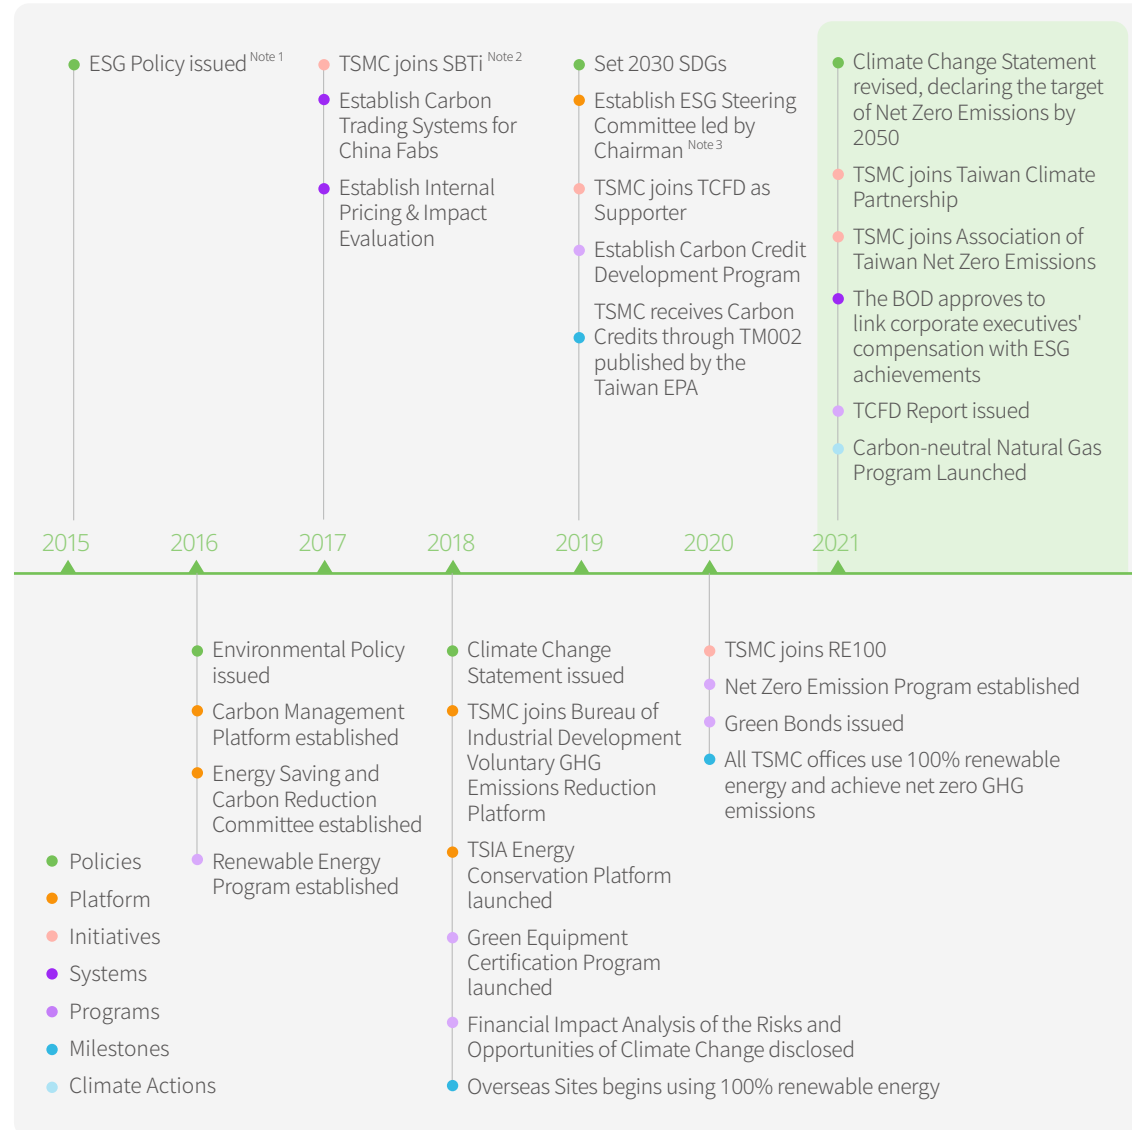 ESG Policy issued Note 1
TSMC joins SBTi Note 2
Establish Carbon
Trading Systems for
China Fabs
Establish Internal
Pricing & Impact
Evaluation
Set 2030 SDGs
Establish ESG Steering
Committee led by
Chairman Note 3
TSMC joins TCFD as
Supporter
Establish Carbon Credit
Development Program
TSMC receives Carbon
Credits through TM002
published by the
Taiwan EPA
Climate Change Statement
revised, declaring the target
of Net Zero Emissions by
2050
TSMC joins Taiwan Climate
Partnership
TSMC joins Association of
Taiwan Net Zero Emissions
The BOD approves to
link corporate executives'
compensation with ESG
achievements
TCFD Report issued
Carbon-neutral Natural Gas
Program Launched
2015 2016 2017 2018 2019 2020 2021
Environmental Policy
issued
Carbon Management
Platform established
Energy Saving and
Carbon Reduction
Committee established
Renewable Energy
Program established
Climate Change
Statement issued
TSMC joins Bureau of
Industrial Development
Voluntary GHG
Emissions Reduction
Platform
TSIA Energy
Conservation Platform
launched
Green Equipment
Certification Program
launched
Financial Impact Analysis of the Risks and
Opportunities of Climate Change disclosed
Overseas Sites begins using 100% renewable energy
TSMC joins RE100
Net Zero Emission Program established
Green Bonds issued
All TSMC offices use 100% renewable
energy and achieve net zero GHG
emissions
Policies
Platform
Initiatives
Systems
Programs
Milestones
Climate Actions